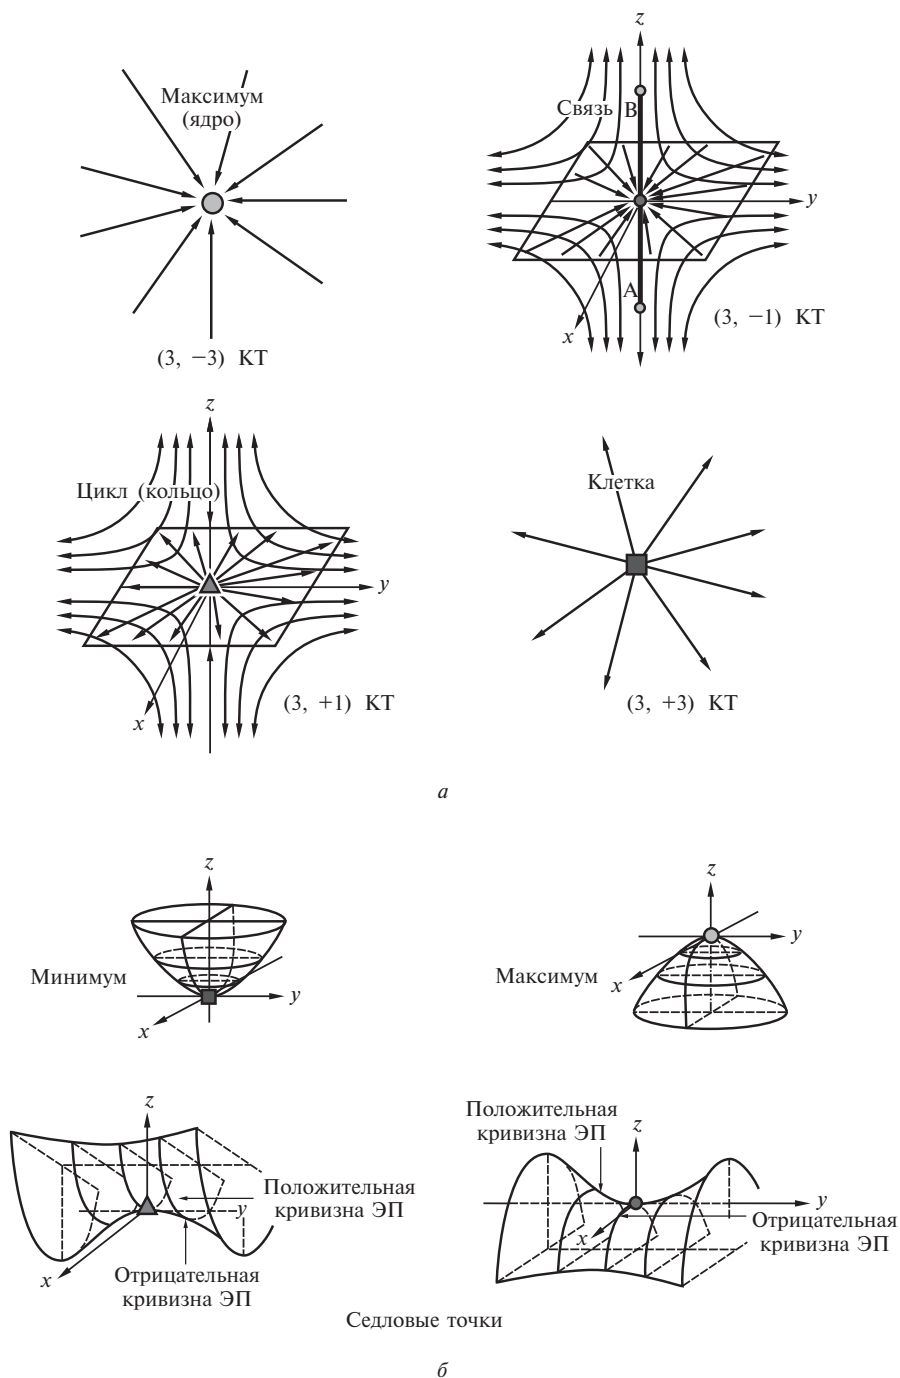 Максимум
(ядро)
(3, −3) КТ
z
Связь
B
y
A
x
(3, −1) КТ
z
Цикл (кольцо)
y
x
(3, +1) КТ
Клетка
(3, +3) КТ
а
z
Минимум
y
x
z
Максимум
y
x
z
Положительная
кривизна ЭП
y
x
Отрицательная
кривизна ЭП
Положительная
кривизна ЭП
z
y
x
Отрицательная
кривизна ЭП
Седловые точки
б